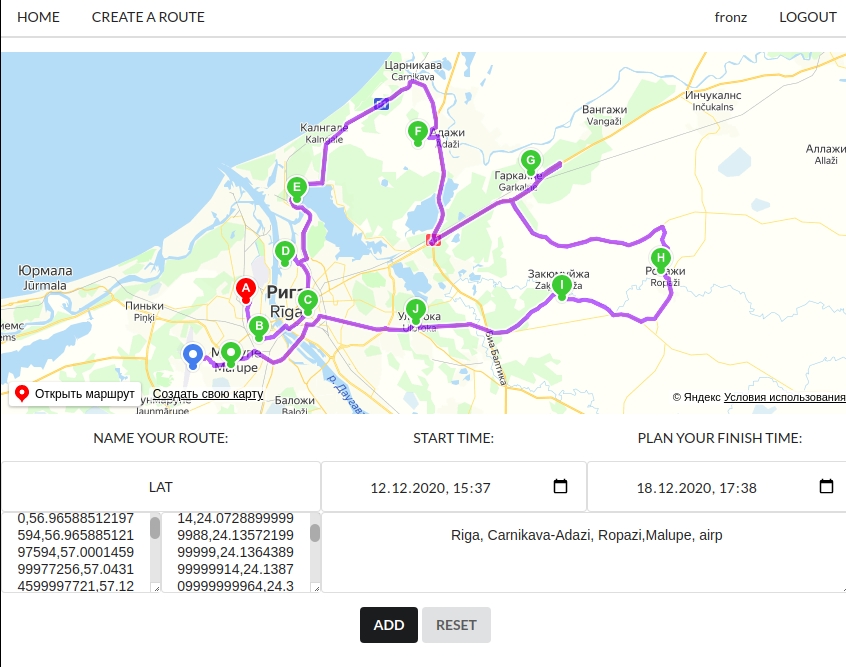 HOME CREATE A ROUTE fronz LOGOUT
Царникава
Carnikava
Инчукалнс
Inčukalns
Вангажи
Vangaži
Калнгале
Kalngale
F
Адажи
Ādaži
Аллажи
Allaži
G
Гаркалне
Garkalne
E
D
H
Ропажи
Ropaži
Юрмала
Jūrmala
Закюмуйжа
I
A
Рига
Rīga
C
Пиньки
Piņķi
J
Улброка
Ulbroka
B
Марупе
Mārupe
биа Балтика
Баложи
Baloži
Jaunmārupe
Открыть маршрут
Создать свою карту
© Яндекс Условия использования
NAME YOUR ROUTE: START TIME: PLAN YOUR FINISH TIME:
LAT 12.12.2020, 15:37 18.12.2020, 17:38
0,56.96588512197
594,56.965885121
97594,57.0001459
99977256,57.0431
4599997721,57.12
14,24.0728899999
9988,24.13572199
99999,24.1364389
99999914,24.1387
09999999964,24.3
Riga, Carnikava-Adazi, Ropazi,Malupe, airp
ADD RESET